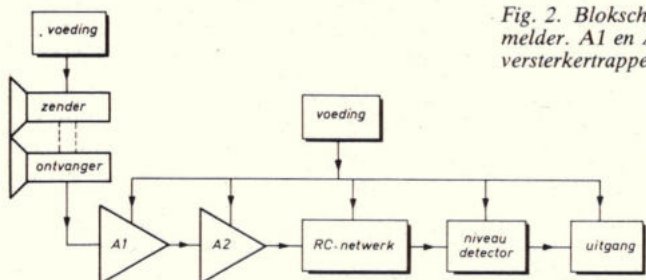 voeding
Fig. 2. Bloksch
melder. A1 en
versterkertrappe
zender
voeding
ontvanger
A1
A2
RC-netwerk
niveau
detector
uitgang